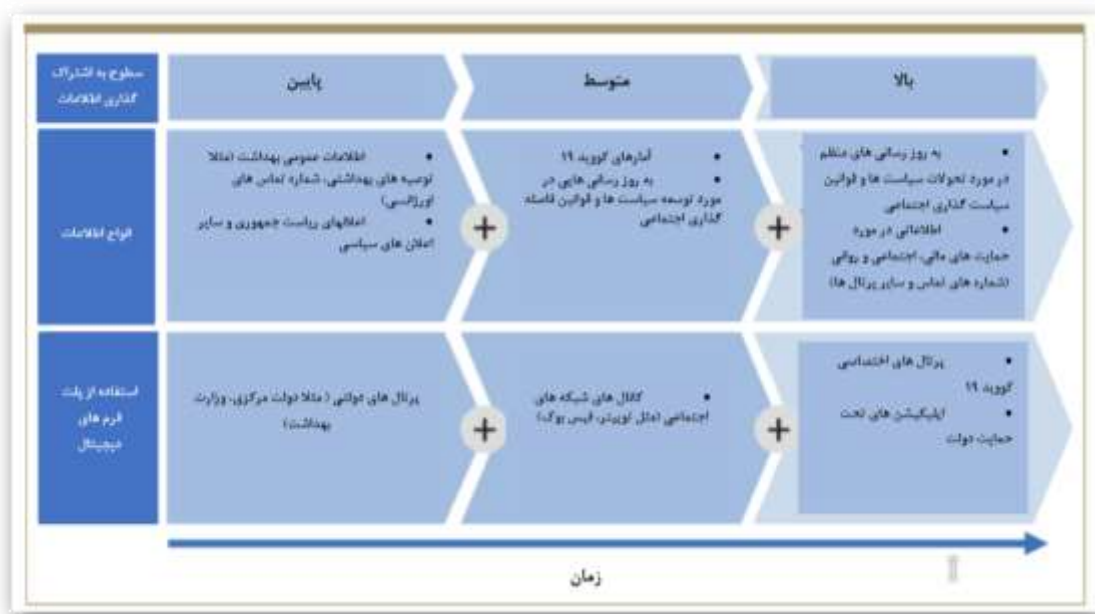 سطوح به اشتراک
گذاری اطلاعات
پایین
متوسط
بالا
انواع اطلاعات
• اطلاعات عمومی بهداشت (مثلا
توصیه های بهداشتی، شماره تماس های
اورژانسی)
• اعلانهای ریاست جمهوری و سایر
اعلان های سیاسی
+
• آمارهای کووید ۱۹
• به روز رسانی هایی در
مورد توسعه سیاست ها و قوانین فاصله
گذاری اجتماعی
+
• به روز رسانی های منظم
در مورد تحولات سیاست ها و قوانین
سیاست گذاری اجتماعی
• اطلاعاتی در مورد
حمایت های مالی، اجتماعی و روانی
(شماره های تماس و سایر پرتال ها)
استفاده از پلت
فرم های
دیجیتال
پرتال های دولتی ( مثلا دولت مرکزی، وزارت
بهداشت)
+
• کانال های شبکه های
اجتماعی (مثل توییتر، فیس بوک)
+
• پرتال های اختصاصی
کووید ۱۹
• اپلیکیشن های تحت
حمایت دولت
زمان